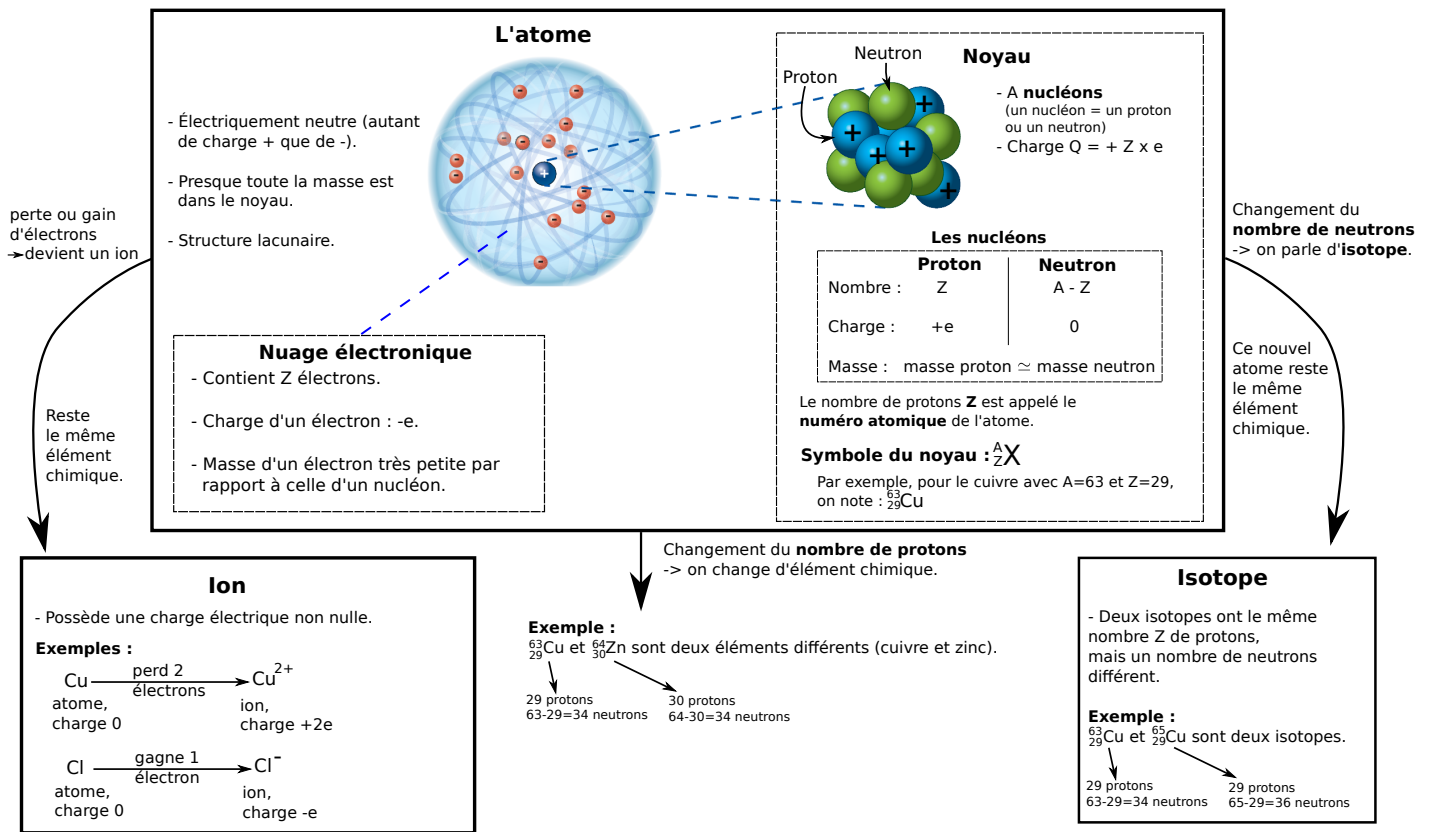 L'atome
- Électriquement neutre (autant
de charge + que de -).
- Presque toute la masse est
dans le noyau.
- Structure lacunaire.
Nuage électronique
- Contient Z électrons.
- Charge d'un électron : -e.
- Masse d'un électron très petite par
rapport à celle d'un nucléon.
Noyau
Neutron
Proton
- A nucléons
(un nucléon = un proton
ou un neutron)
- Charge Q = + Z x e
Les nucléons
Proton Neutron
Nombre : Z A - Z
Charge : +e 0
Masse : masse proton ≃ masse neutron
Le nombre de protons Z est appelé le
numéro atomique de l'atome.
Symbole du noyau : ᴬ_Z X
Par exemple, pour le cuivre avec A=63 et Z=29,
on note : ⁶³₂₉Cu
perte ou gain
d'électrons
→devient un ion
Reste
le même
élément
chimique.
Changement du
nombre de neutrons
-> on parle d'isotope.
Ce nouvel
atome reste
le même
élément
chimique.
Changement du nombre de protons
-> on change d'élément chimique.
Ion
- Possède une charge électrique non nulle.
Exemples :
Cu perd 2 électrons Cu²⁺
atome,
charge 0
ion,
charge +2e
Cl gagne 1 électron Cl⁻
atome,
charge 0
ion,
charge -e
Exemple :
⁶³₂₉Cu et ⁶⁴₃₀Zn sont deux éléments différents (cuivre et zinc).
29 protons
63-29=34 neutrons
30 protons
64-30=34 neutrons
Isotope
- Deux isotopes ont le même
nombre Z de protons,
mais un nombre de neutrons
différent.
Exemple :
⁶³₂₉Cu et ⁶⁵₂₉Cu sont deux isotopes.
29 protons
63-29=34 neutrons
29 protons
65-29=36 neutrons